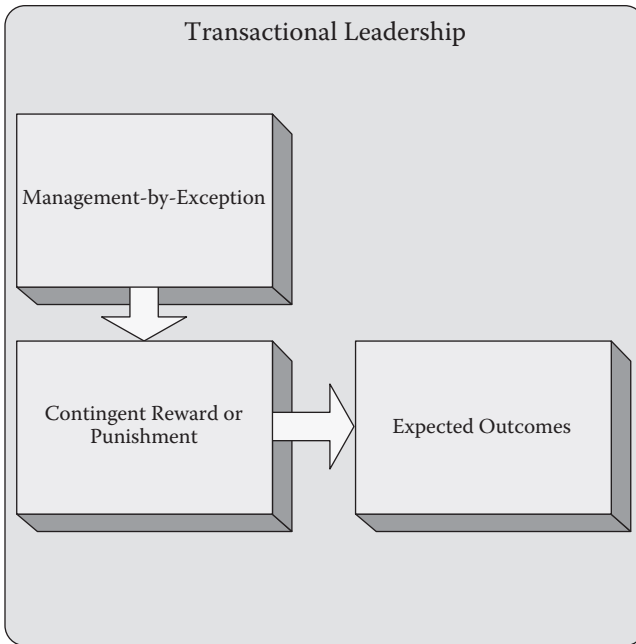 Transactional Leadership
Management-by-Exception
Contingent Reward or
Punishment
Expected Outcomes